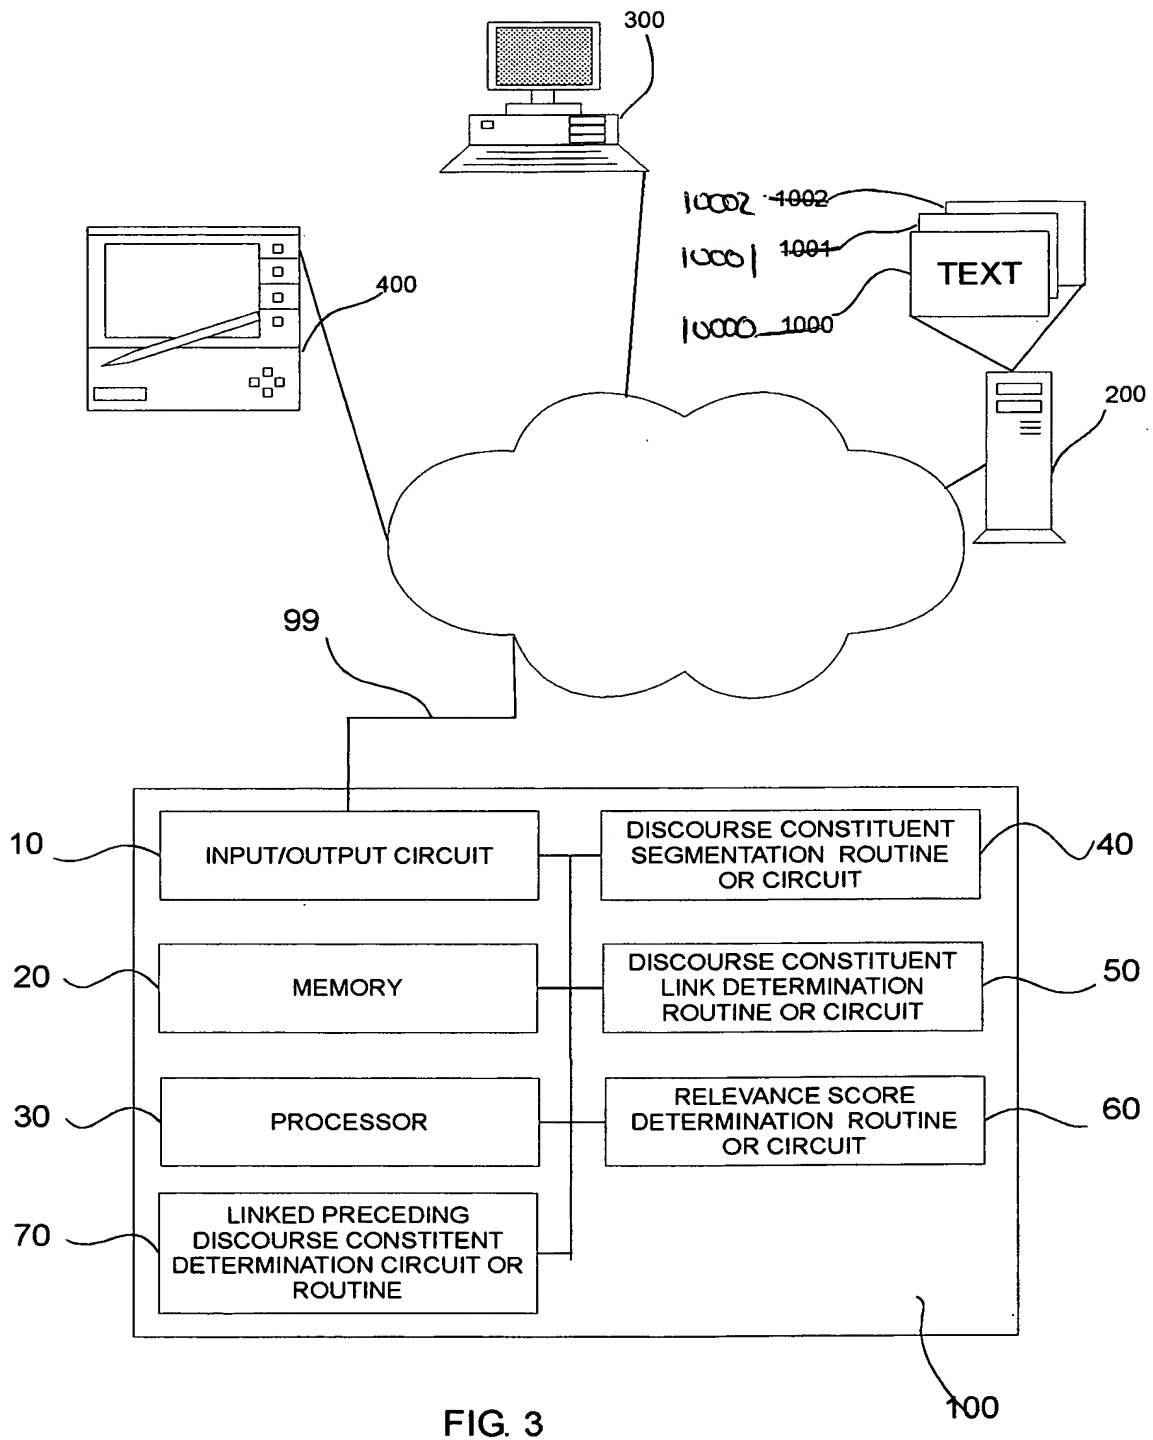 300
10002 1002
10001 1001
TEXT
400
10000 1000
200
99
10
INPUT/OUTPUT CIRCUIT
DISCOURSE CONSTITUENT
SEGMENTATION ROUTINE
OR CIRCUIT
40
20
MEMORY
DISCOURSE CONSTITUENT
LINK DETERMINATION
ROUTINE OR CIRCUIT
50
30
PROCESSOR
RELEVANCE SCORE
DETERMINATION ROUTINE
OR CIRCUIT
60
70
LINKED PRECEDING
DISCOURSE CONSTITENT
DETERMINATION CIRCUIT OR
ROUTINE
100
FIG. 3